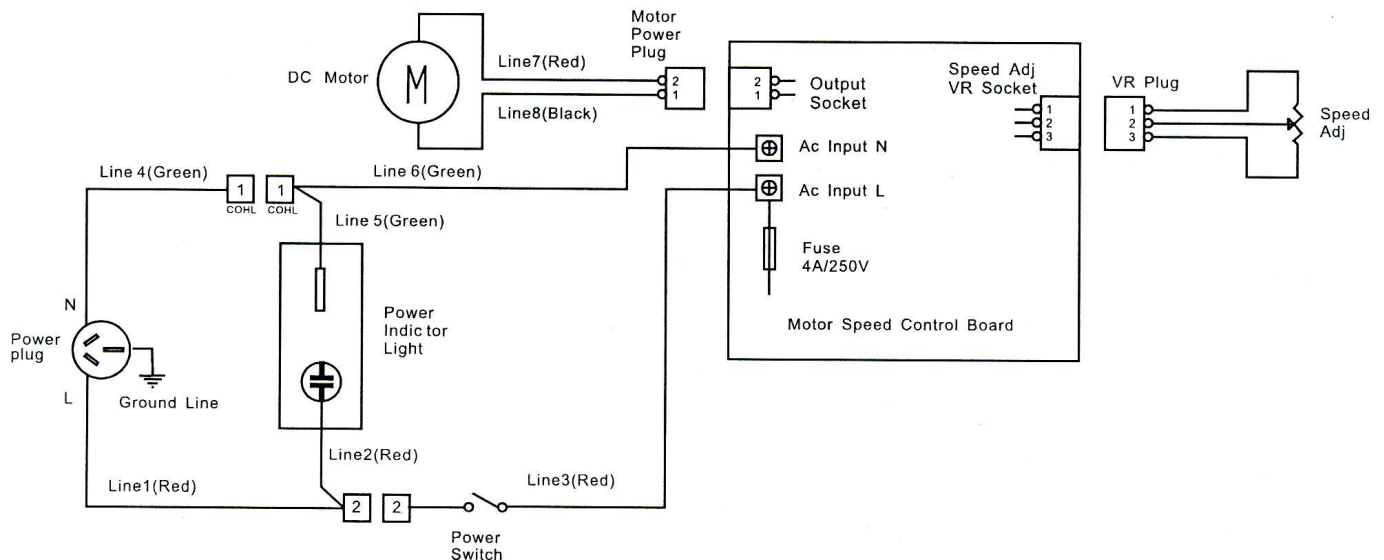 Motor
Power
Plug
DC Motor
M
Line7(Red)
2
1
Line8(Black)
2
1
Output
Socket
Speed Adj
VR Socket
1
2
3
VR Plug
1
2
3
Speed
Adj
Ac Input N
Ac Input L
Fuse
4A/250V
Motor Speed Control Board
Line 4(Green)
1
COHL
1
COHL
Line 6(Green)
Line 5(Green)
Power
Indic tor
Light
N
Power
plug
L
Ground Line
Line2(Red)
Line1(Red)
2
2
Line3(Red)
Power
Switch